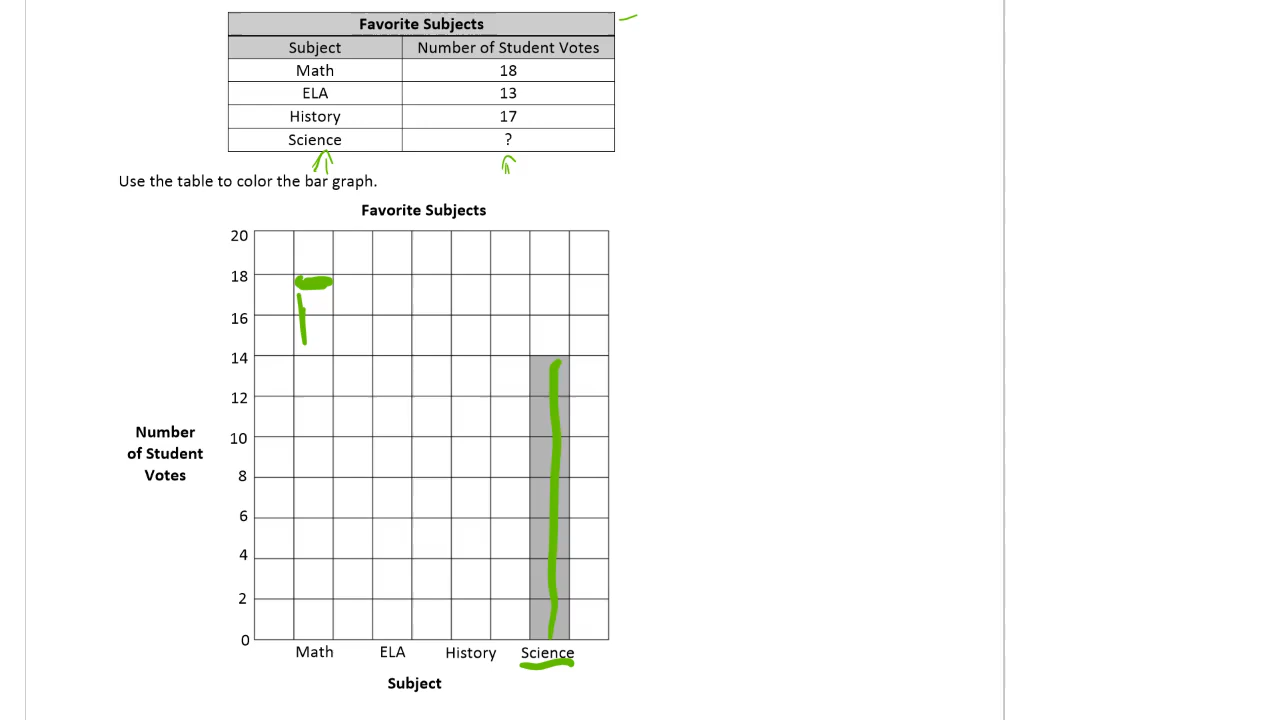 Favorite Subjects
Subject Number of Student Votes
Math 18
ELA 13
History 17
Science ?
Use the table to color the bar graph.
Favorite Subjects
20
18
16
14
12
10
8
6
4
2
0
Number
of Student
Votes
Math ELA History Science
Subject